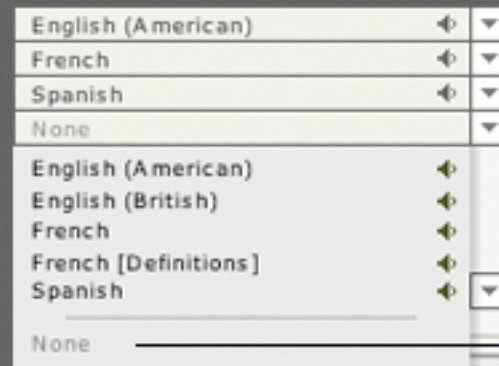 English (American)
French
Spanish
None
English (American)
English (British)
French
French [Definitions]
Spanish
None